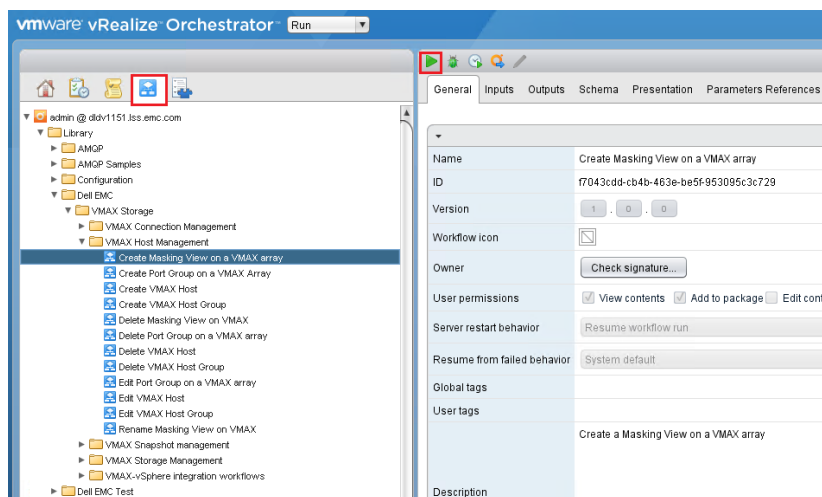 vmware vRealize Orchestrator Run
admin @ dldv1151.lss.emc.com
Library
AMQP
AMQP Samples
Configuration
Dell EMC
VMAX Storage
VMAX Connection Management
VMAX Host Management
Create Masking View on a VMAX array
Create Port Group on a VMAX Array
Create VMAX Host
Create VMAX Host Group
Delete Masking View on VMAX
Delete Port Group on a VMAX array
Delete VMAX Host
Delete VMAX Host Group
Edit Port Group on a VMAX array
Edit VMAX Host
Edit VMAX Host Group
Rename Masking View on VMAX
VMAX Snapshot management
VMAX Storage Management
VMAX-vSphere integration workflows
Dell EMC Test
General Inputs Outputs Schema Presentation Parameters References
Name Create Masking View on a VMAX array
ID f7043cdd-cb4b-463e-be5f-953095c3c729
Version 1 . 0 . 0
Workflow icon
Owner Check signature...
User permissions View contents Add to package Edit cont
Server restart behavior Resume workflow run
Resume from failed behavior System default
Global tags
User tags
Create a Masking View on a VMAX array
Description